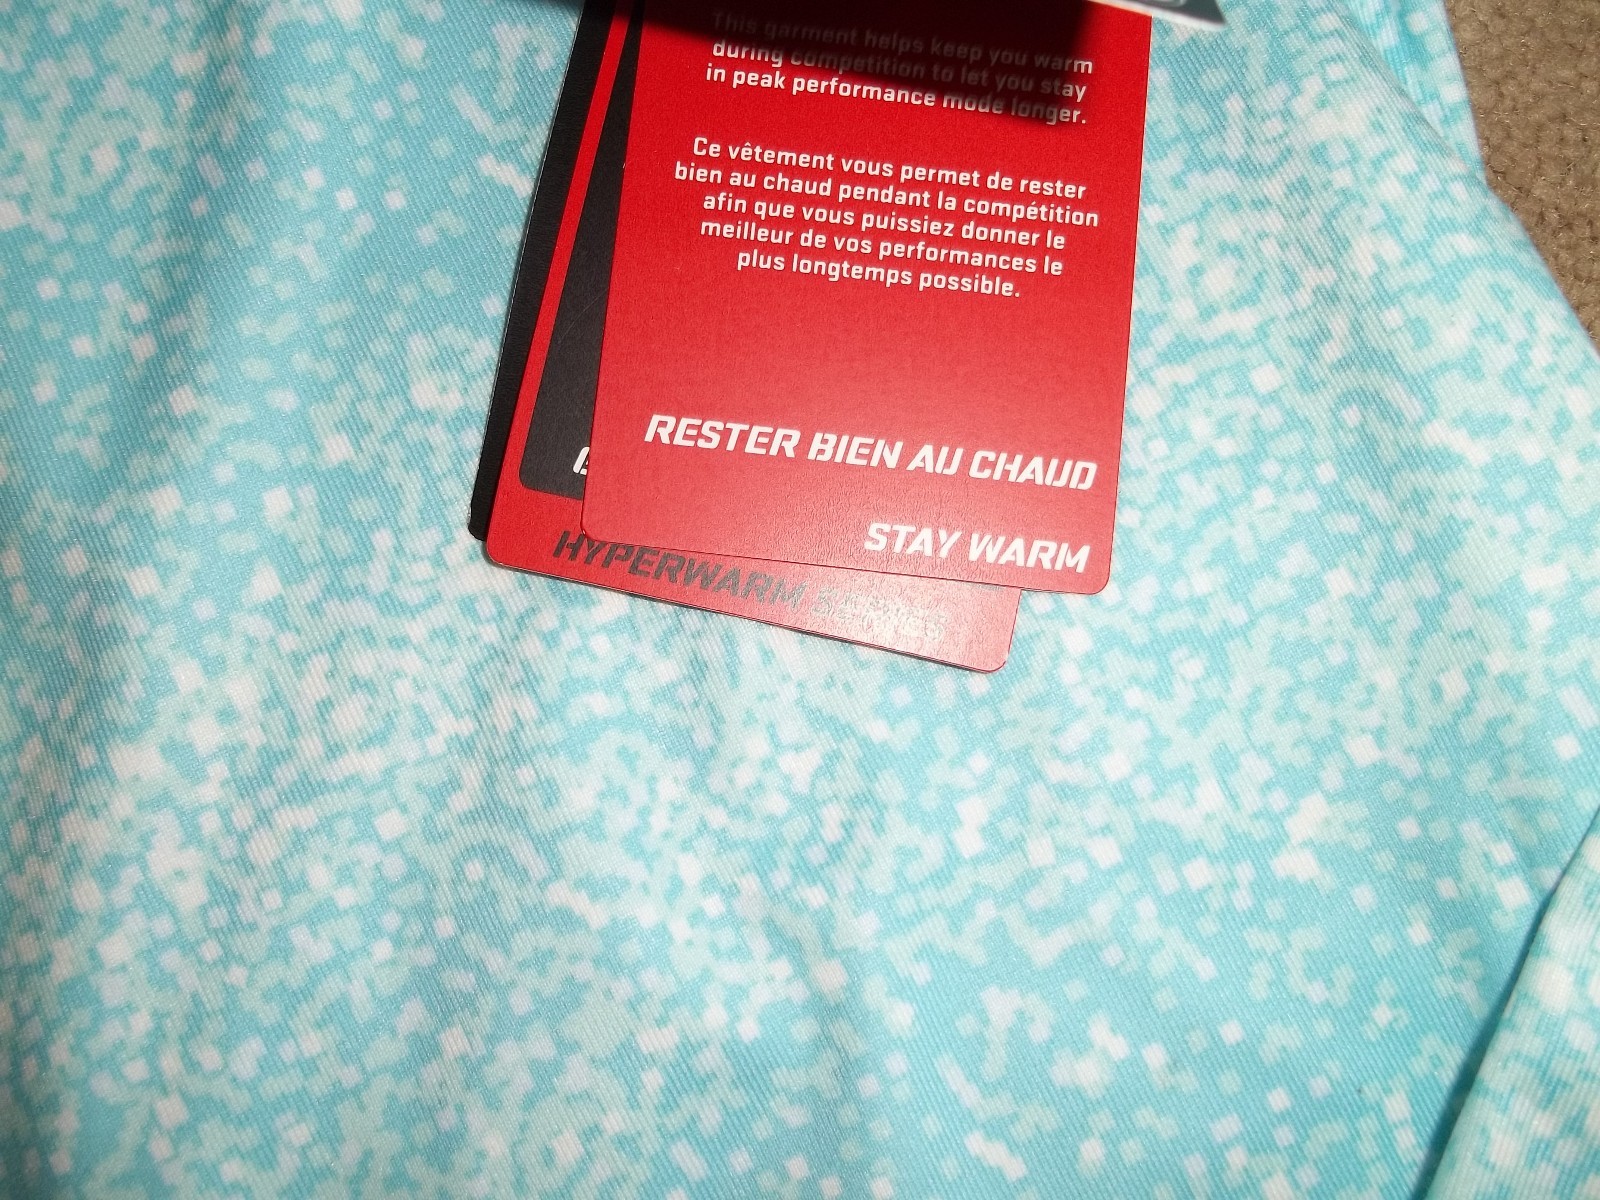 This garment helps keep you warm
during competition to let you stay
in peak performance mode longer.
Ce vêtement vous permet de rester
bien au chaud pendant la compétition
afin que vous puissiez donner le
meilleur de vos performances le
plus longtemps possible.
RESTER BIEN AU CHAUD
STAY WARM
HYPERWARM SERIES